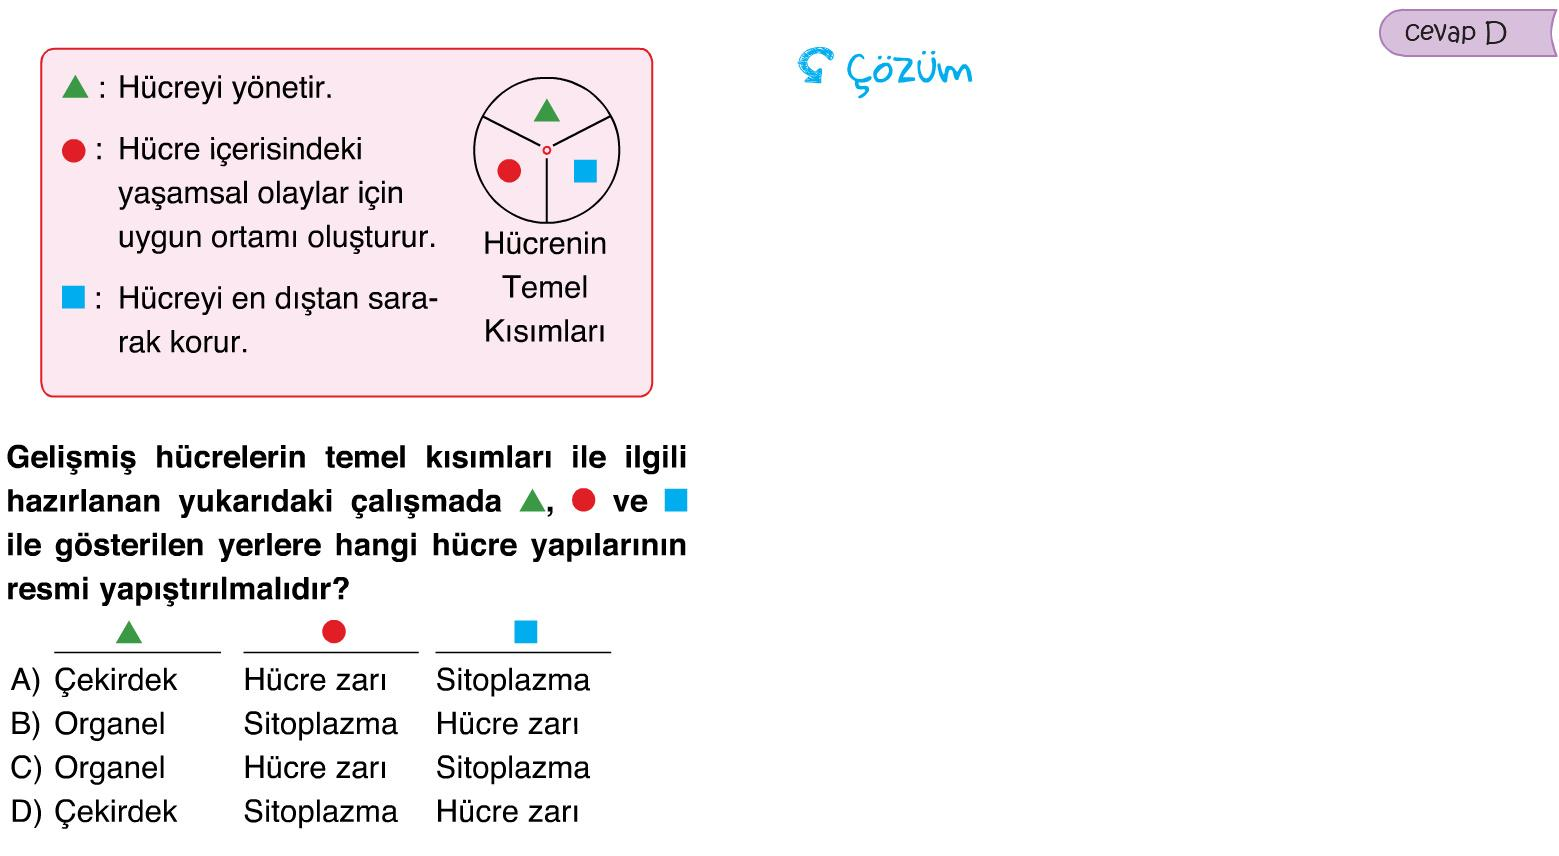 cevap D
Çözüm
▲ : Hücreyi yönetir.
● : Hücre içerisindeki
yaşamsal olaylar için
uygun ortamı oluşturur.
■ : Hücreyi en dıştan sara-
rak korur.
Hücrenin
Temel
Kısımları
Gelişmiş hücrelerin temel kısımları ile ilgili
hazırlanan yukarıdaki çalışmada ▲, ● ve ■
ile gösterilen yerlere hangi hücre yapılarının
resmi yapıştırılmalıdır?
▲ ● ■
A) Çekirdek Hücre zarı Sitoplazma
B) Organel Sitoplazma Hücre zarı
C) Organel Hücre zarı Sitoplazma
D) Çekirdek Sitoplazma Hücre zarı